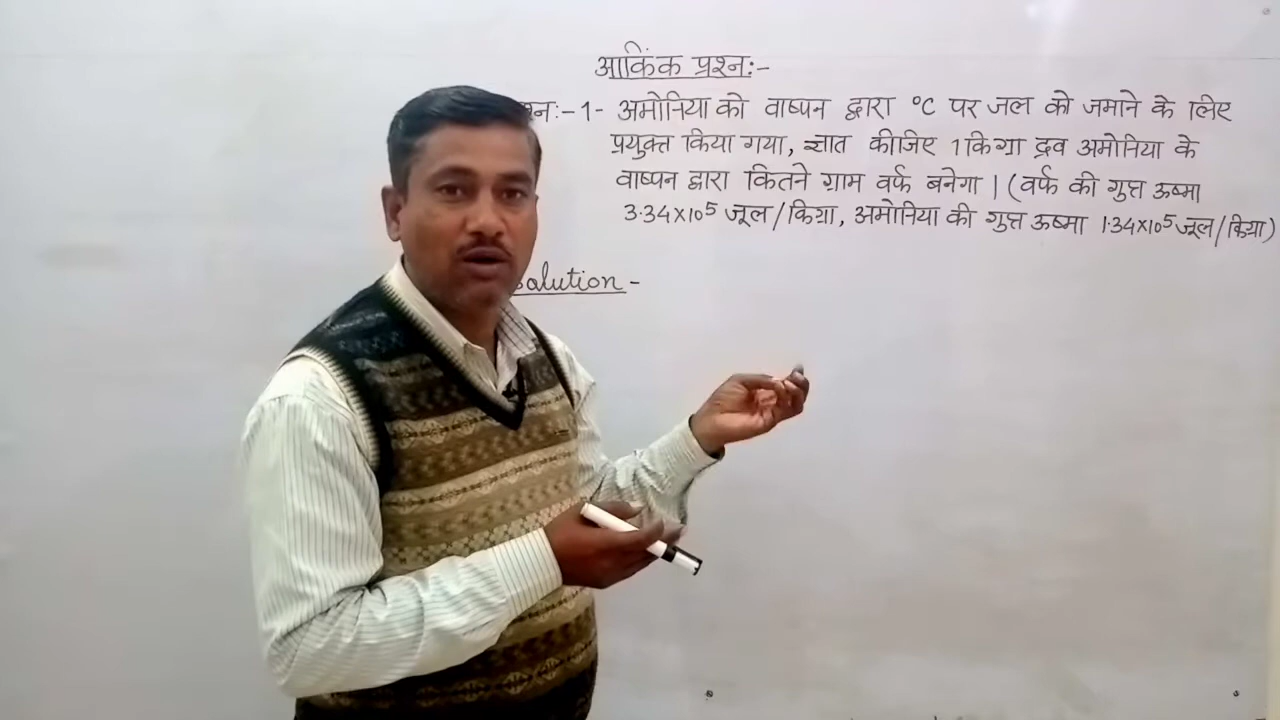 आकिंक प्रश्नः-
श्नः- 1- अमोनिया को वाष्पन द्वारा °C पर जल को जमाने के लिए
प्रयुक्त किया गया, ज्ञात कीजिए 1किग्रा द्रव अमोनिया के
वाष्पन द्वारा कितने ग्राम वर्फ बनेगा । (वर्फ की गुप्त ऊष्मा
3.34×10⁵ जूल/किग्रा, अमोनिया की गुप्त ऊष्मा 1.34×10⁵ जूल/किग्रा)
Solution -